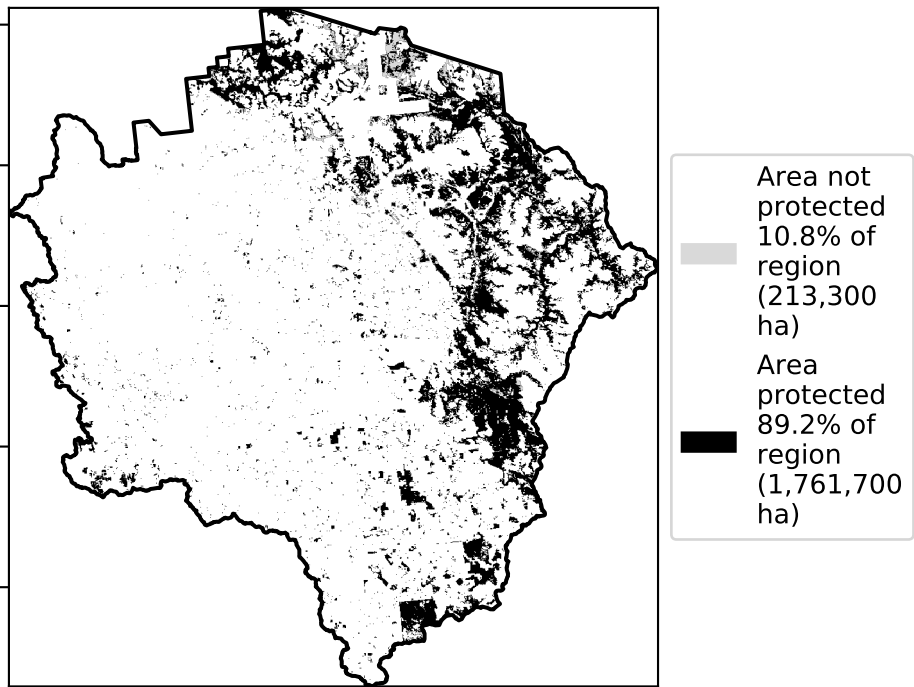 Area not
protected
10.8% of
region
(213,300
ha)
Area
protected
89.2% of
region
(1,761,700
ha)